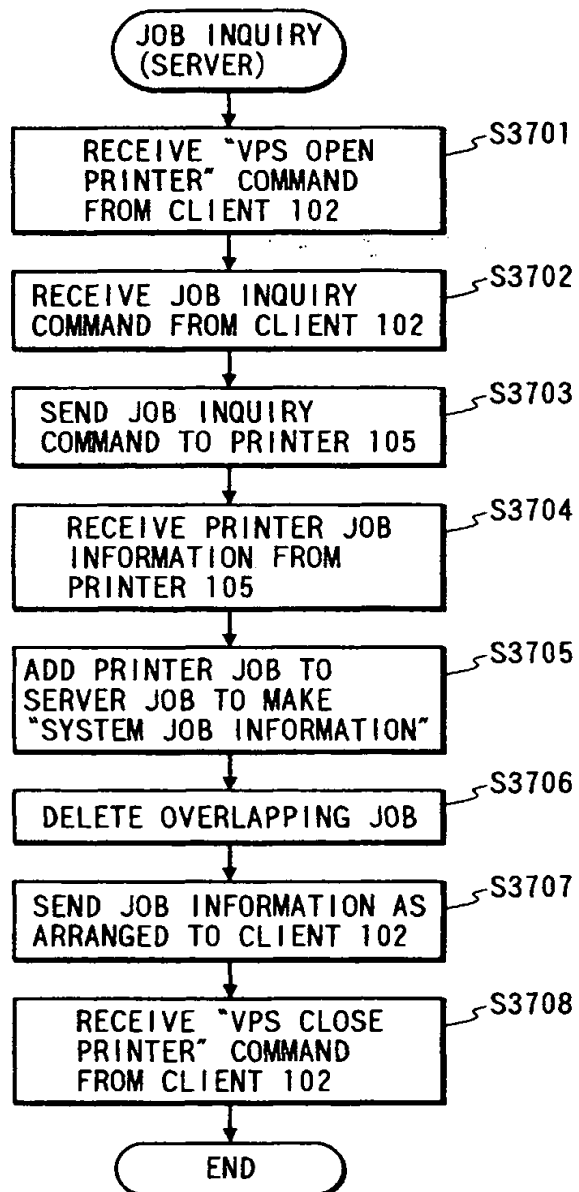 JOB INQUIRY
(SERVER)
S3701
RECEIVE "VPS OPEN
PRINTER" COMMAND
FROM CLIENT 102
S3702
RECEIVE JOB INQUIRY
COMMAND FROM CLIENT 102
S3703
SEND JOB INQUIRY
COMMAND TO PRINTER 105
S3704
RECEIVE PRINTER JOB
INFORMATION FROM
PRINTER 105
S3705
ADD PRINTER JOB TO
SERVER JOB TO MAKE
"SYSTEM JOB INFORMATION"
S3706
DELETE OVERLAPPING JOB
S3707
SEND JOB INFORMATION AS
ARRANGED TO CLIENT 102
S3708
RECEIVE "VPS CLOSE
PRINTER" COMMAND
FROM CLIENT 102
END